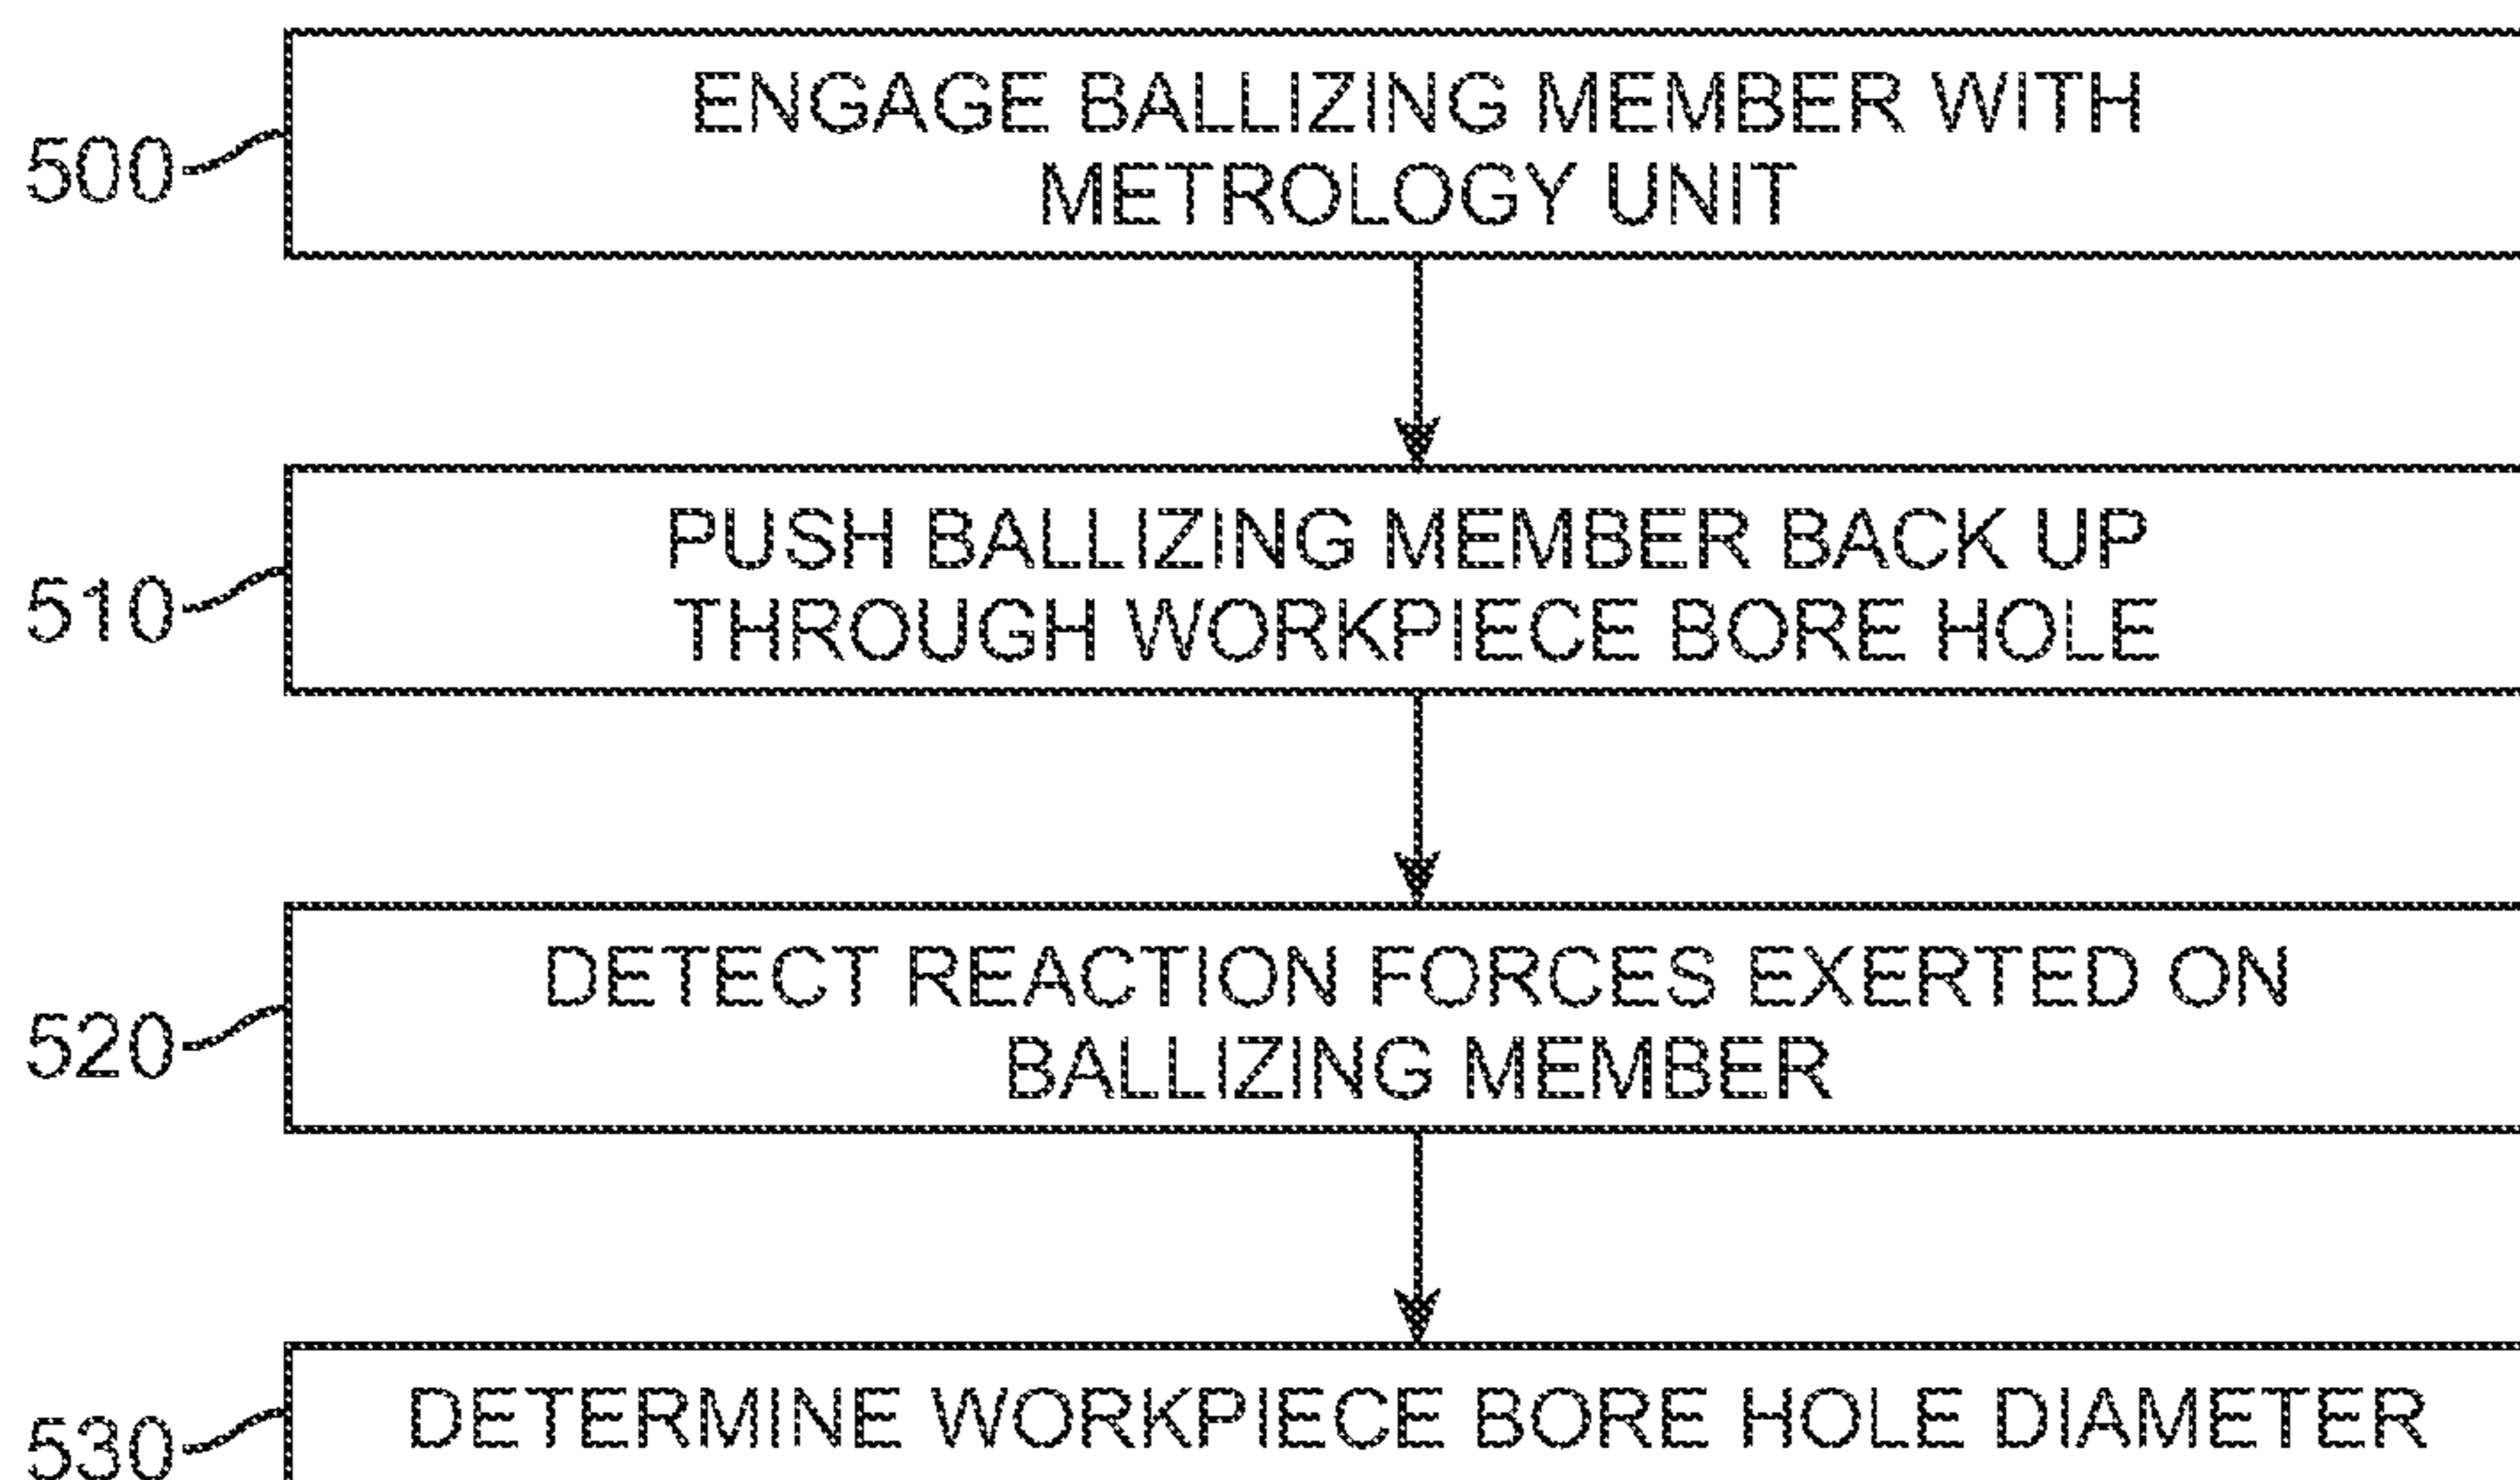 ENGAGE BALLIZING MEMBER WITH
METROLOGY UNIT
500
PUSH BALLIZING MEMBER BACK UP
THROUGH WORKPIECE BORE HOLE
510
DETECT REACTION FORCES EXERTED ON
BALLIZING MEMBER
520
DETERMINE WORKPIECE BORE HOLE DIAMETER
530